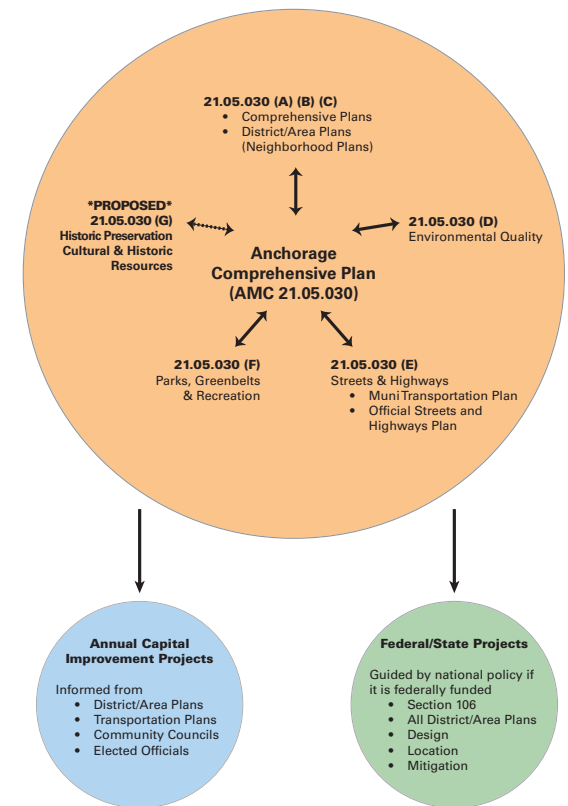 21.05.030 (A) (B) (C)
• Comprehensive Plans
• District/Area Plans
(Neighborhood Plans)
*PROPOSED*
21.05.030 (G)
Historic Preservation
Cultural & Historic
Resources
21.05.030 (D)
Environmental Quality
Anchorage
Comprehensive Plan
(AMC 21.05.030)
21.05.030 (F)
Parks, Greenbelts
& Recreation
21.05.030 (E)
Streets & Highways
• Muni Transportation Plan
• Official Streets and
Highways Plan
Annual Capital
Improvement Projects
Informed from
• District/Area Plans
• Transportation Plans
• Community Councils
• Elected Officials
Federal/State Projects
Guided by national policy if
it is federally funded
• Section 106
• All District/Area Plans
• Design
• Location
• Mitigation